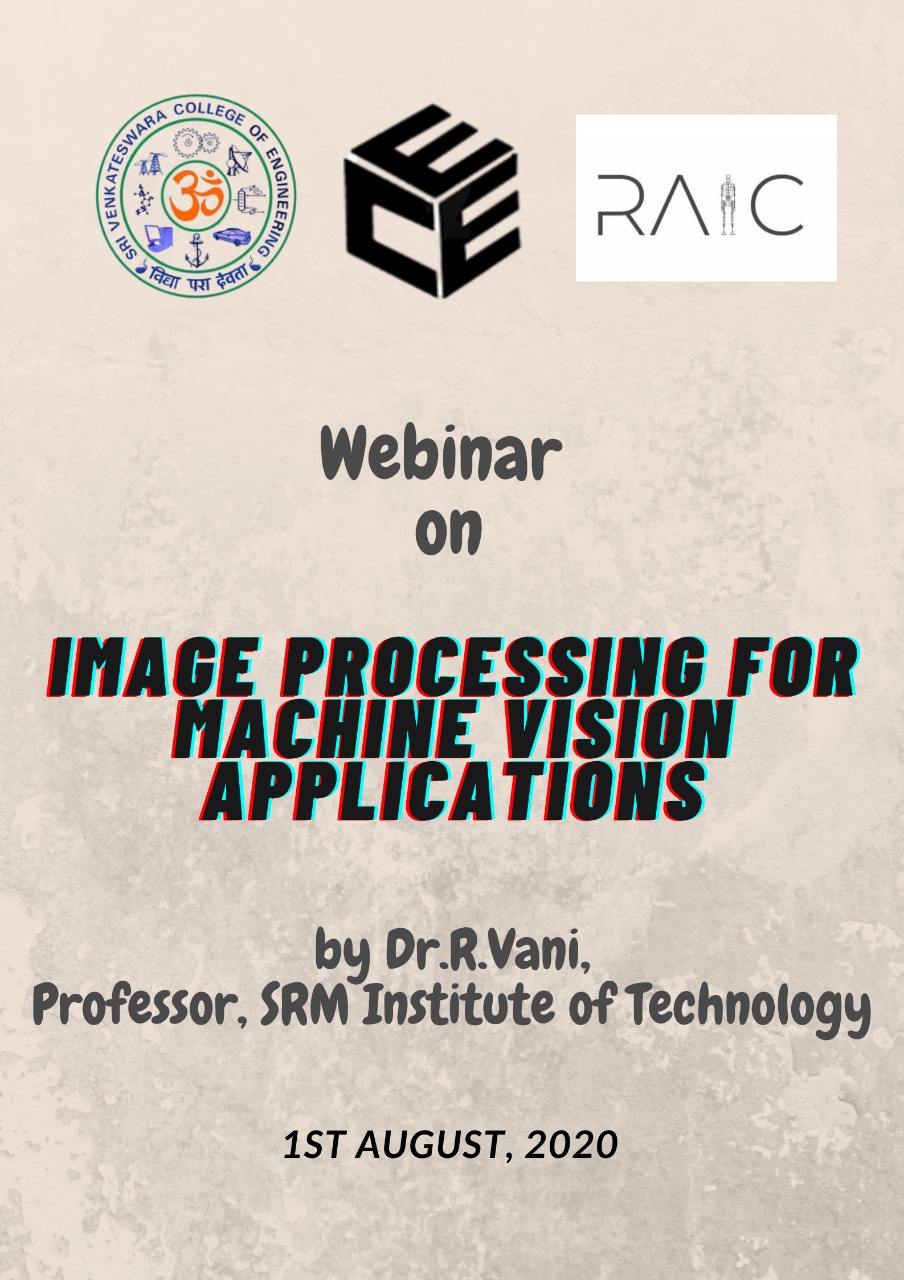 SRI VENKATESWARA COLLEGE OF ENGINEERING
विद्या परा देवता
ECE
RAIC
Webinar
on
IMAGE PROCESSING FOR
MACHINE VISION
APPLICATIONS
by Dr.R.Vani,
Professor, SRM Institute of Technology
1ST AUGUST, 2020